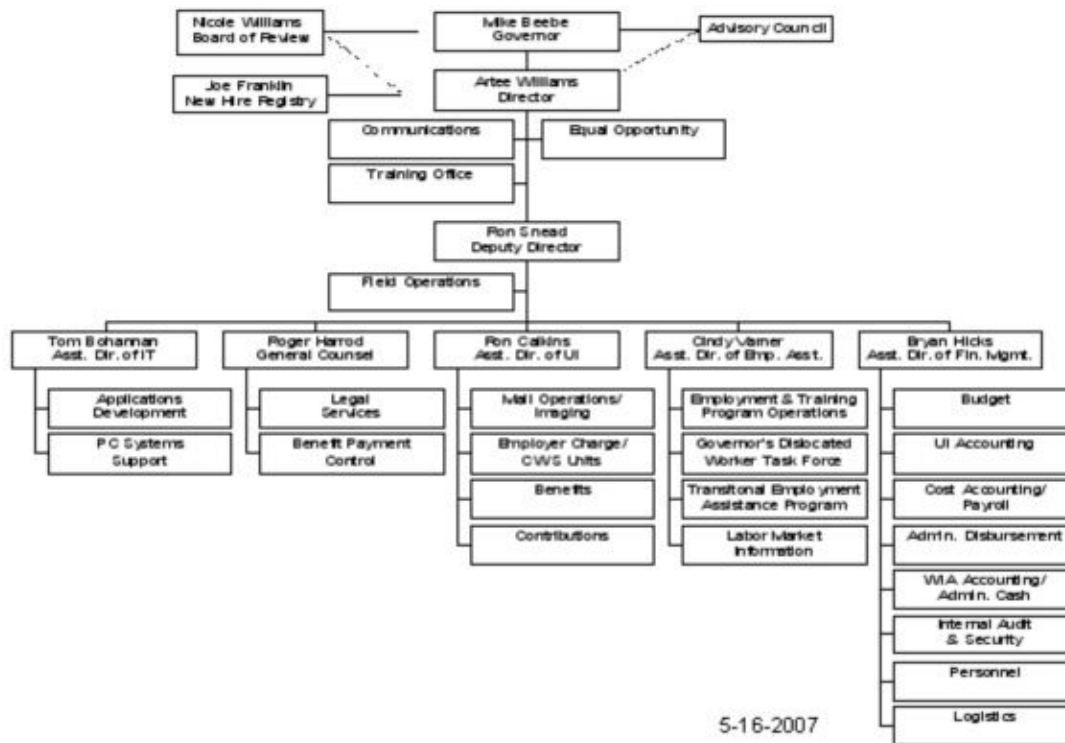 Nicole Williams
Board of Review
Mike Beebe
Governor
Advisory Council
Joe Franklin
New Hire Registry
Artee Williams
Director
Communications
Equal Opportunity
Training Office
Ron Snead
Deputy Director
Field Operations
Tom Bohannan
Asst. Dir. of IT
Roger Harrod
General Counsel
Ron Calkins
Asst. Dir. of UI
Cindy Varner
Asst. Dir. of Emp. Asst.
Bryan Hicks
Asst. Dir. of Fin. Mgmt.
Applications
Development
PC Systems
Support
Legal
Services
Benefit Payment
Control
Mail Operations/
Imaging
Employer Charge/
CWS Units
Benefits
Contributions
Employment & Training
Program Operations
Governor's Dislocated
Worker Task Force
Transitional Employment
Assistance Program
Labor Market
Information
Budget
UI Accounting
Cost Accounting/
Payroll
Admin. Disbursement
WIA Accounting/
Admin. Cash
Internal Audit
& Security
Personnel
Logistics
5-16-2007